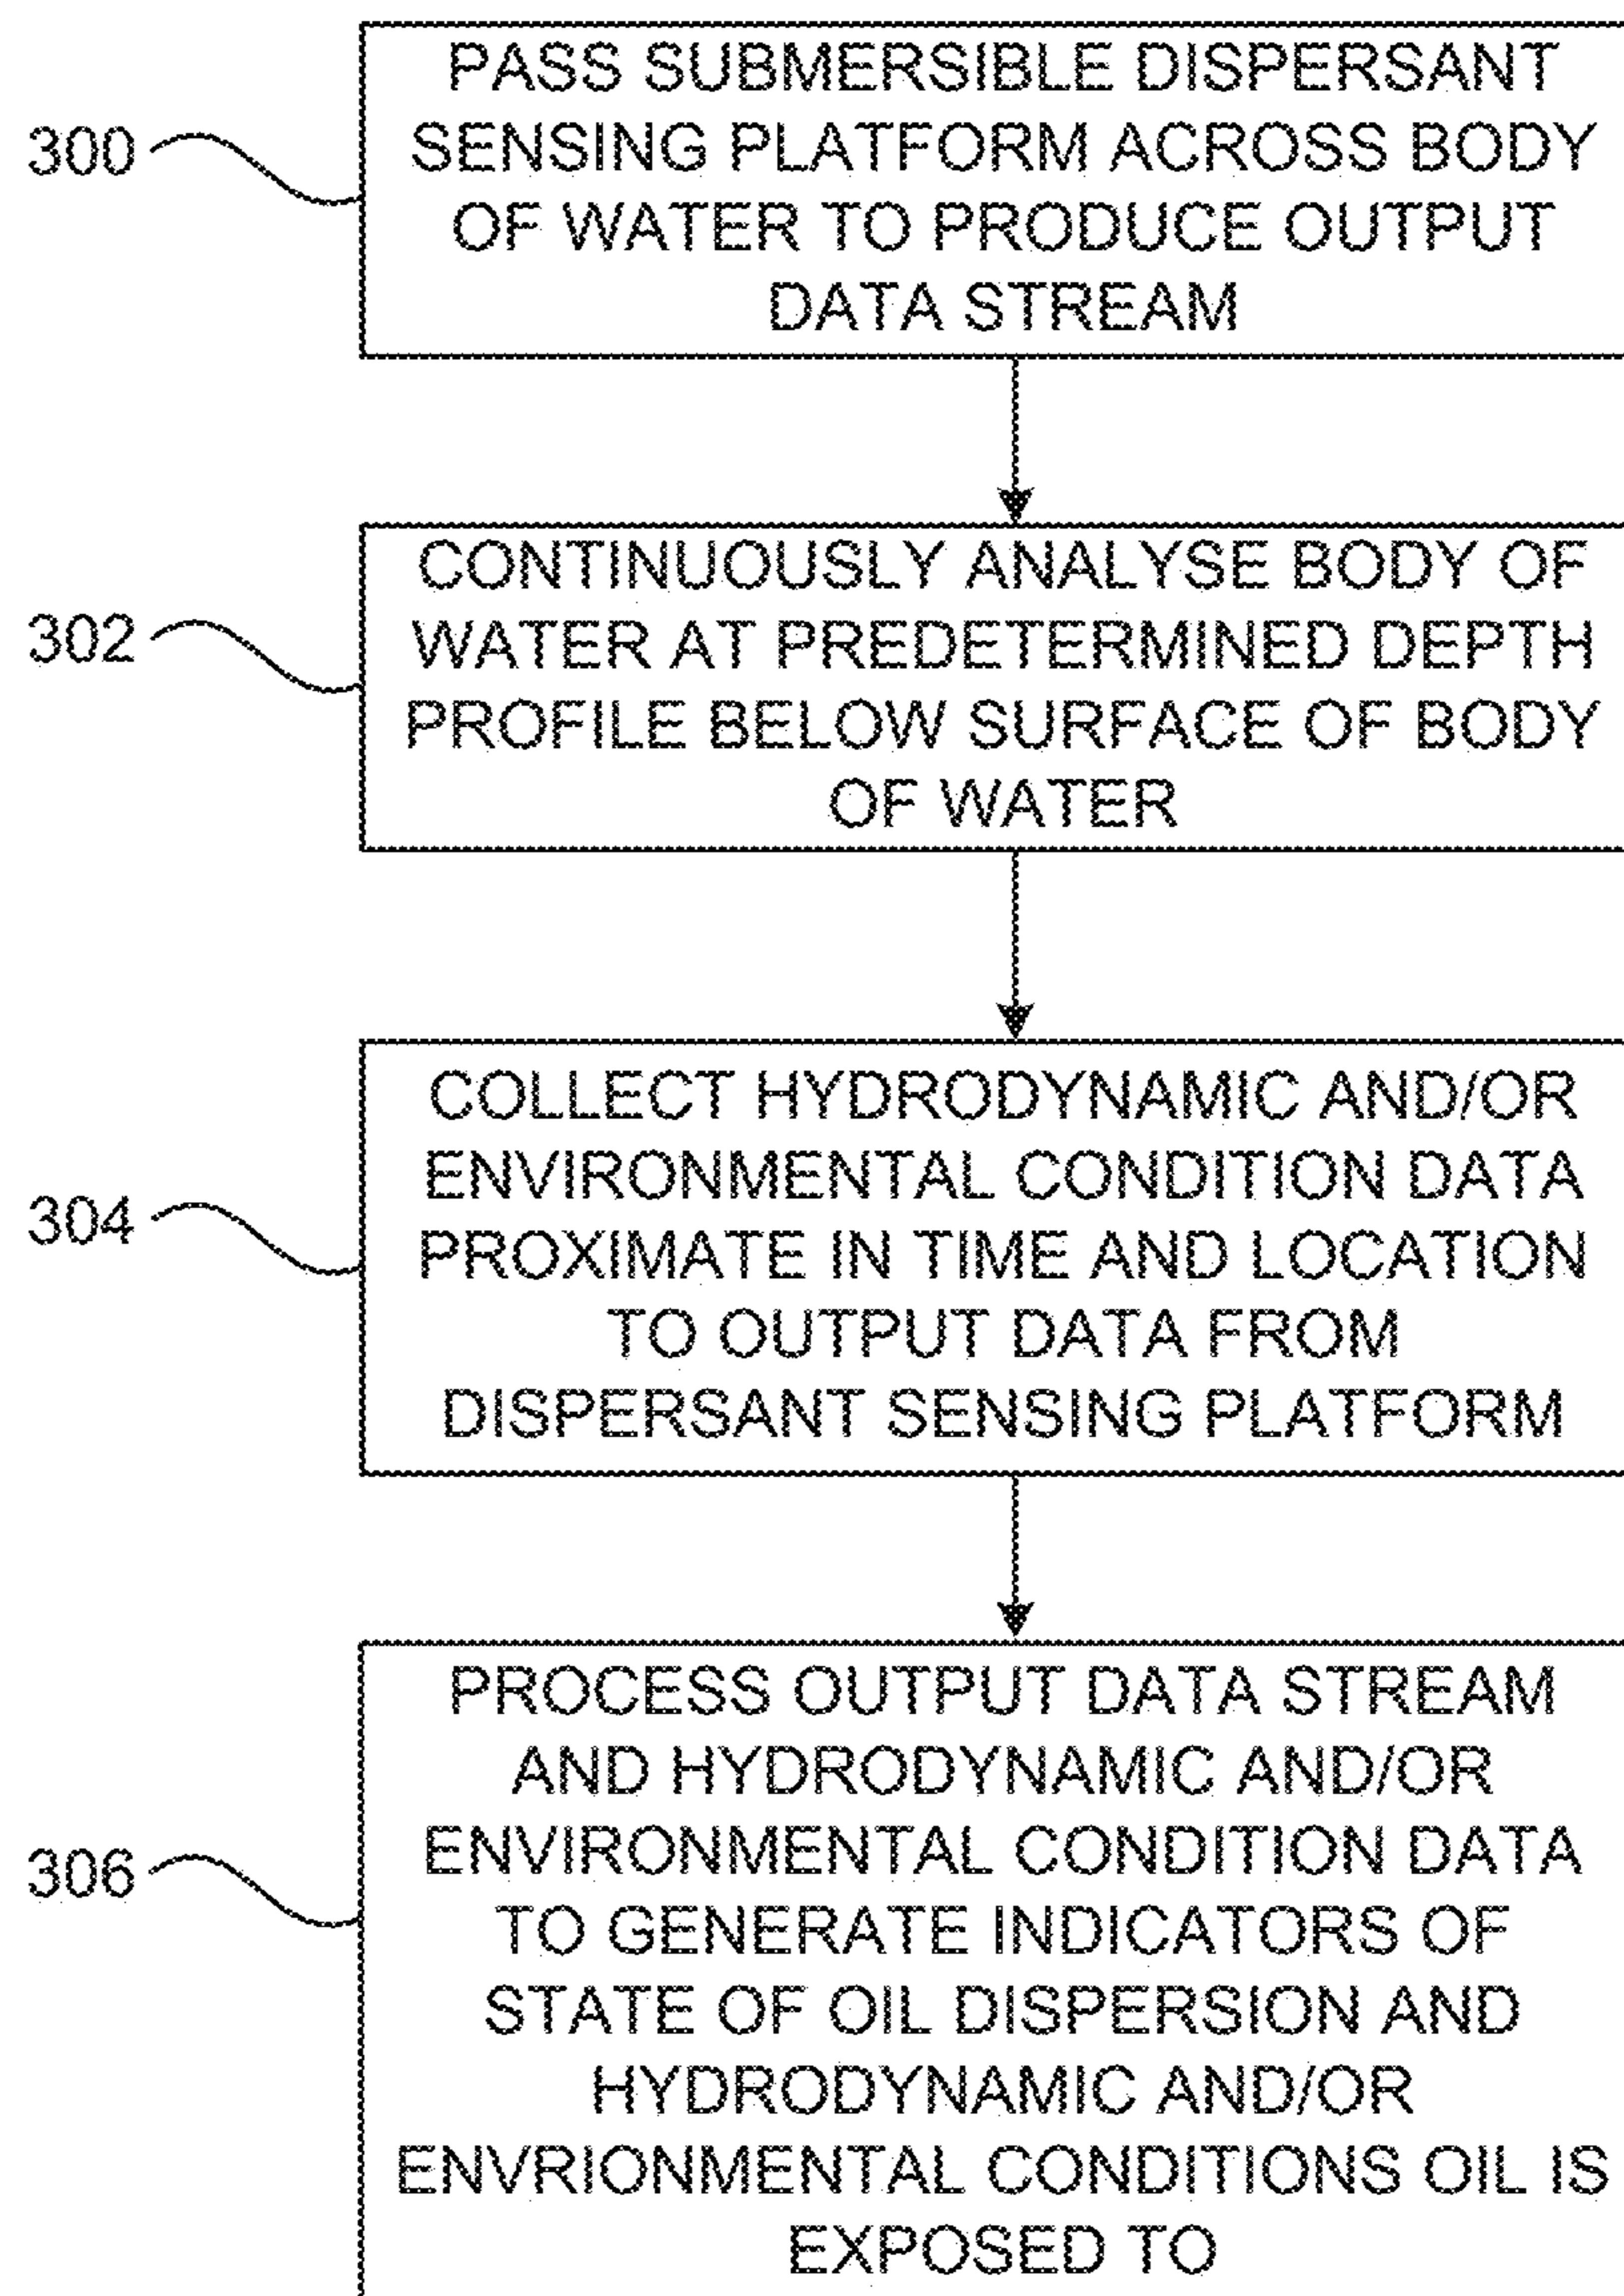 PASS SUBMERSIBLE DISPERSANT
SENSING PLATFORM ACROSS BODY
OF WATER TO PRODUCE OUTPUT
DATA STREAM
300
CONTINUOUSLY ANALYSE BODY OF
WATER AT PREDETERMINED DEPTH
PROFILE BELOW SURFACE OF BODY
OF WATER
302
COLLECT HYDRODYNAMIC AND/OR
ENVIRONMENTAL CONDITION DATA
PROXIMATE IN TIME AND LOCATION
TO OUTPUT DATA FROM
DISPERSANT SENSING PLATFORM
304
PROCESS OUTPUT DATA STREAM
AND HYDRODYNAMIC AND/OR
ENVIRONMENTAL CONDITION DATA
TO GENERATE INDICATORS OF
STATE OF OIL DISPERSION AND
HYDRODYNAMIC AND/OR
ENVRIONMENTAL CONDITIONS OIL IS
EXPOSED TO
306